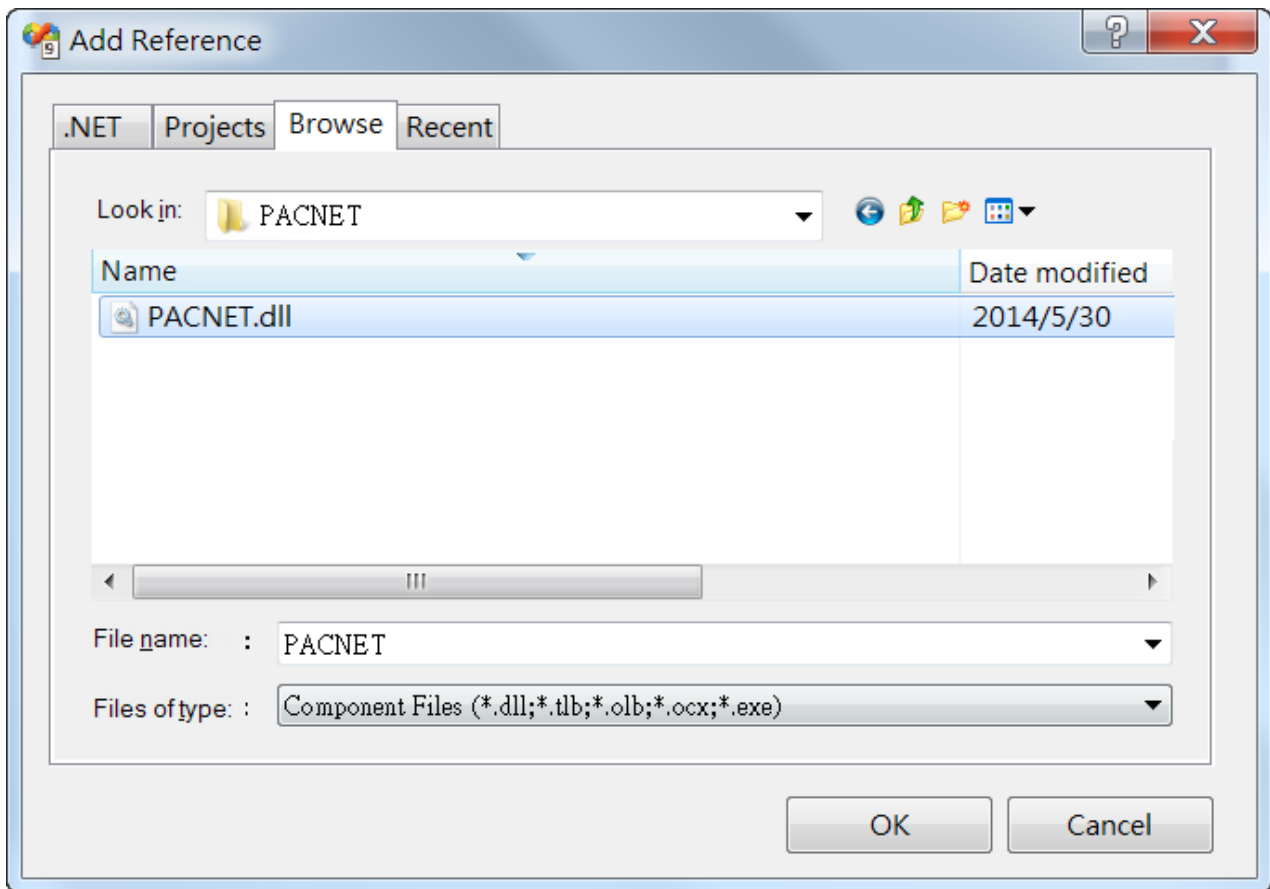 Add Reference
.NET Projects Browse Recent
Look in: PACNET
Name Date modified
PACNET.dll 2014/5/30
File name: : PACNET
Files of type: : Component Files (*.dll;*.tlb;*.olb;*.ocx;*.exe)
OK Cancel